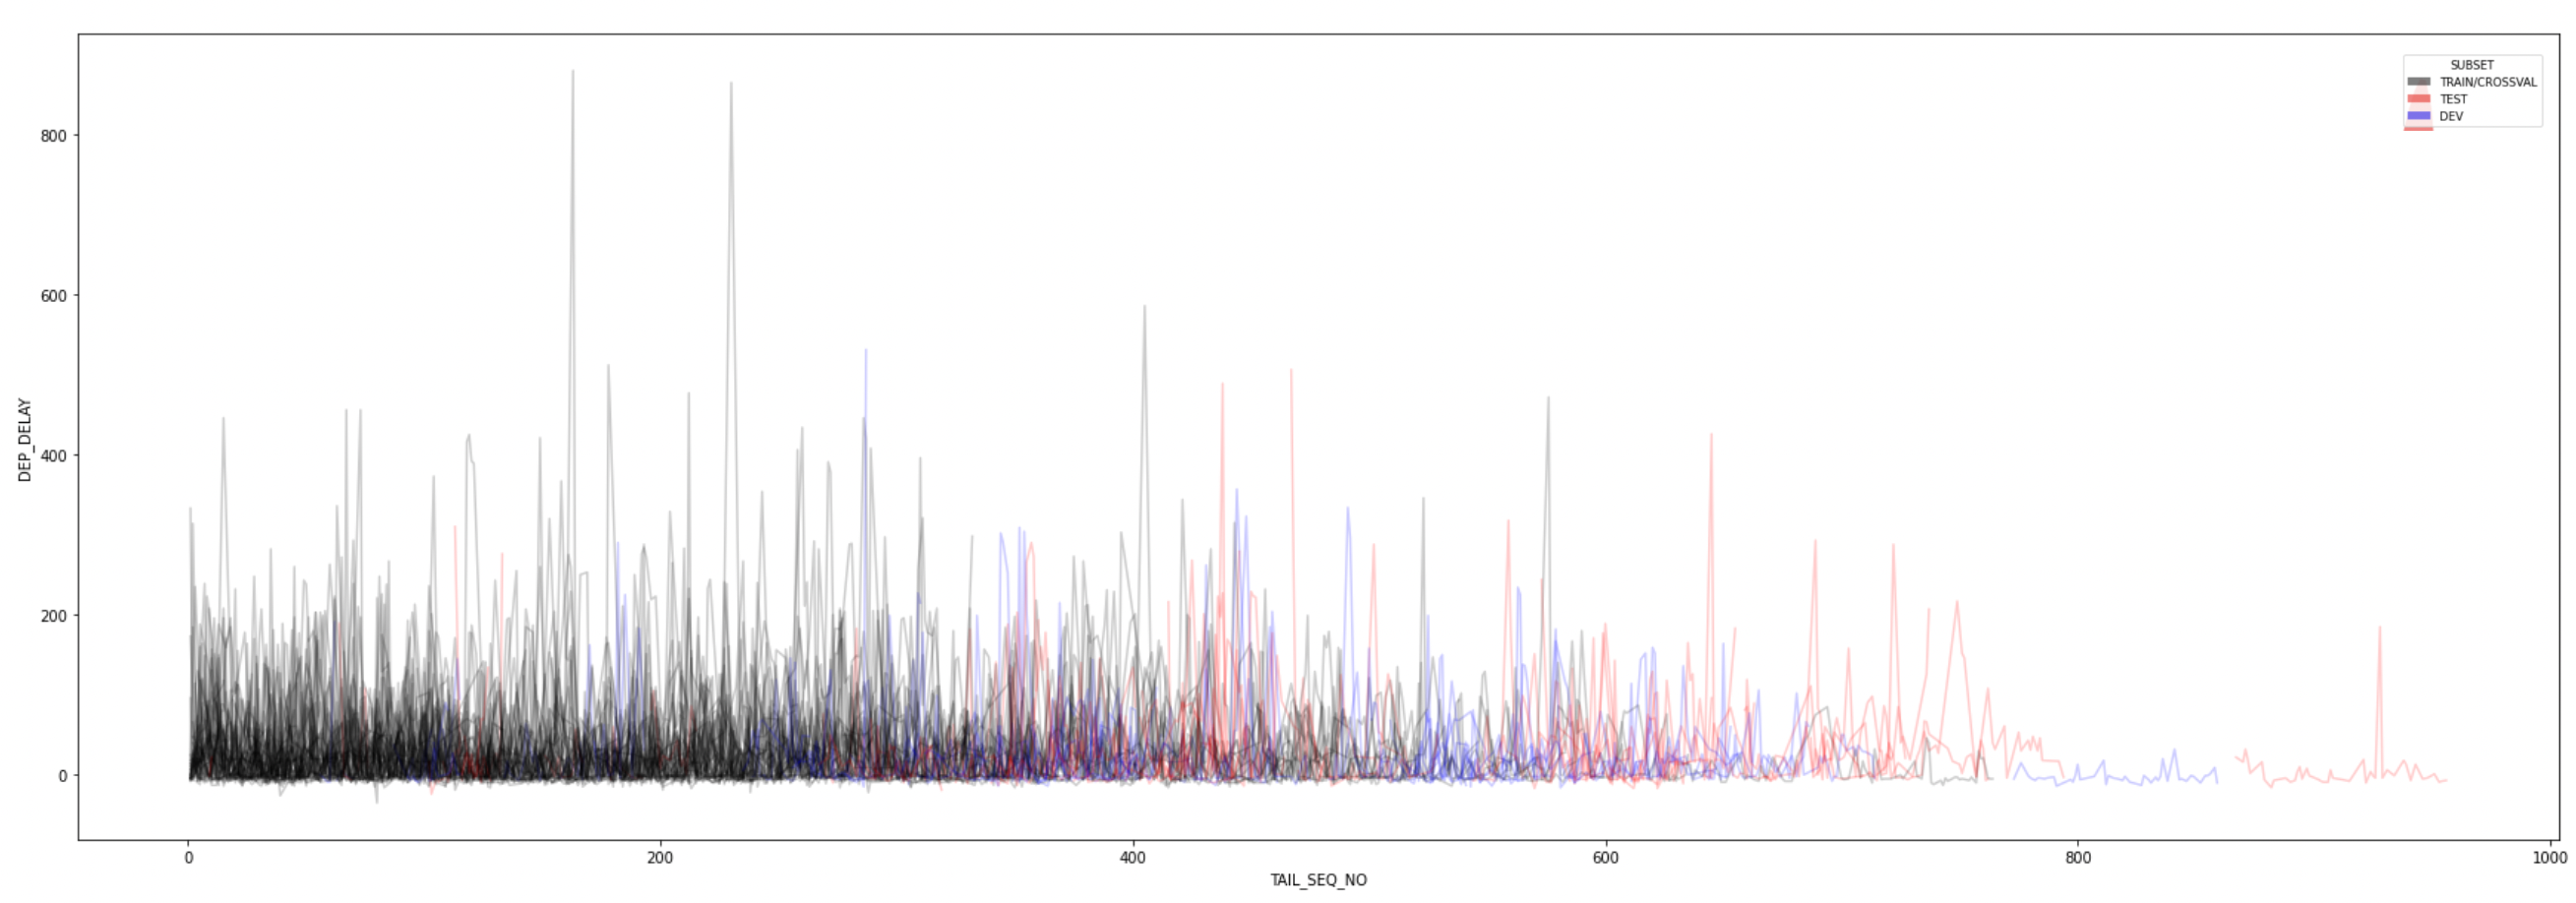 SUBSET
TRAIN/CROSSVAL
TEST
DEV
800
600
400
200
0
DEP_DELAY
0 200 400 600 800 1000
TAIL_SEQ_NO